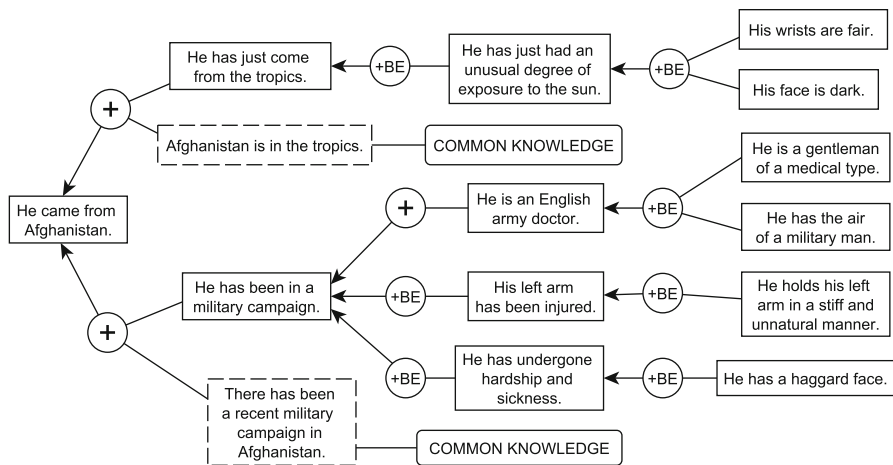 He has just come
from the tropics.
+BE
He has just had an
unusual degree of
exposure to the sun.
+BE
His wrists are fair.
His face is dark.
+
Afghanistan is in the tropics.
COMMON KNOWLEDGE
He came from
Afghanistan.
+
He is an English
army doctor.
+BE
He is a gentleman
of a medical type.
He has the air
of a military man.
He has been in a
military campaign.
+BE
His left arm
has been injured.
+BE
He holds his left
arm in a stiff and
unnatural manner.
+
+BE
He has undergone
hardship and
sickness.
+BE
He has a haggard face.
There has been
a recent military
campaign in
Afghanistan.
COMMON KNOWLEDGE